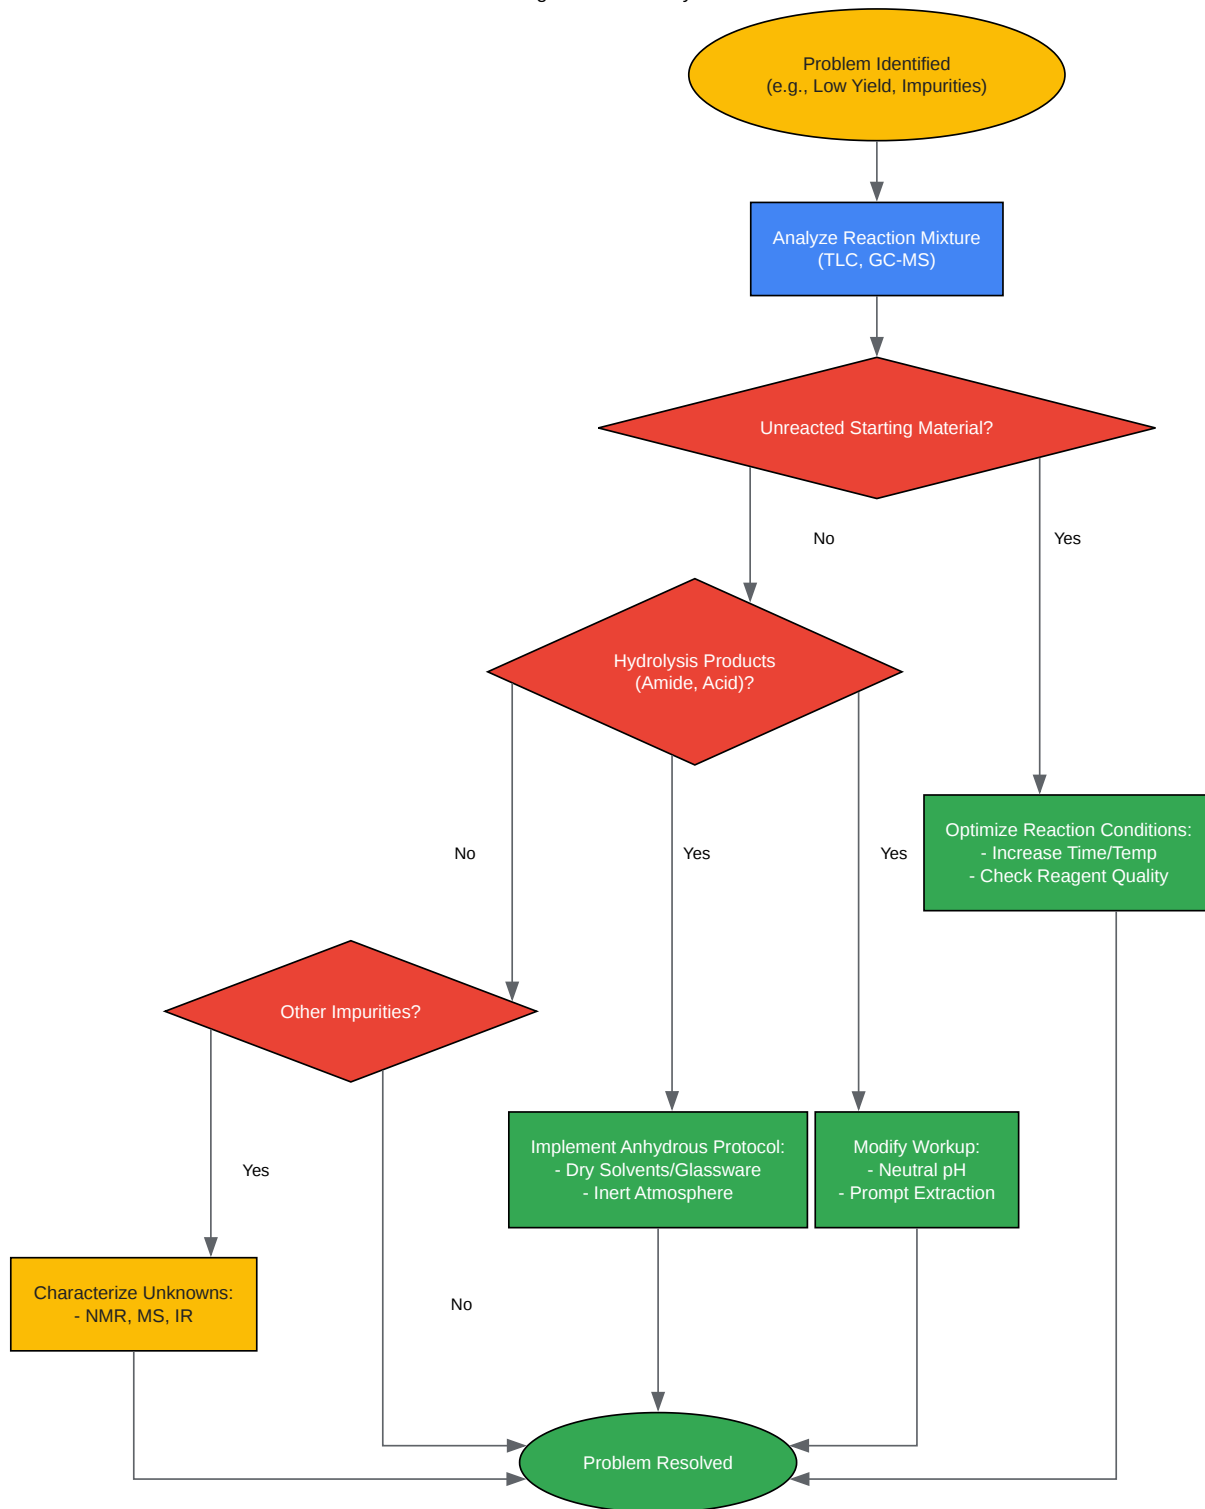 Problem Identified
(e.g., Low Yield, Impurities)
Analyze Reaction Mixture
(TLC, GC-MS)
Unreacted Starting Material?
No
Yes
Hydrolysis Products
(Amide, Acid)?
Optimize Reaction Conditions:
- Increase Time/Temp
- Check Reagent Quality
No
Yes
Yes
Other Impurities?
Implement Anhydrous Protocol:
- Dry Solvents/Glassware
- Inert Atmosphere
Modify Workup:
- Neutral pH
- Prompt Extraction
Yes
Characterize Unknowns:
- NMR, MS, IR
No
Problem Resolved